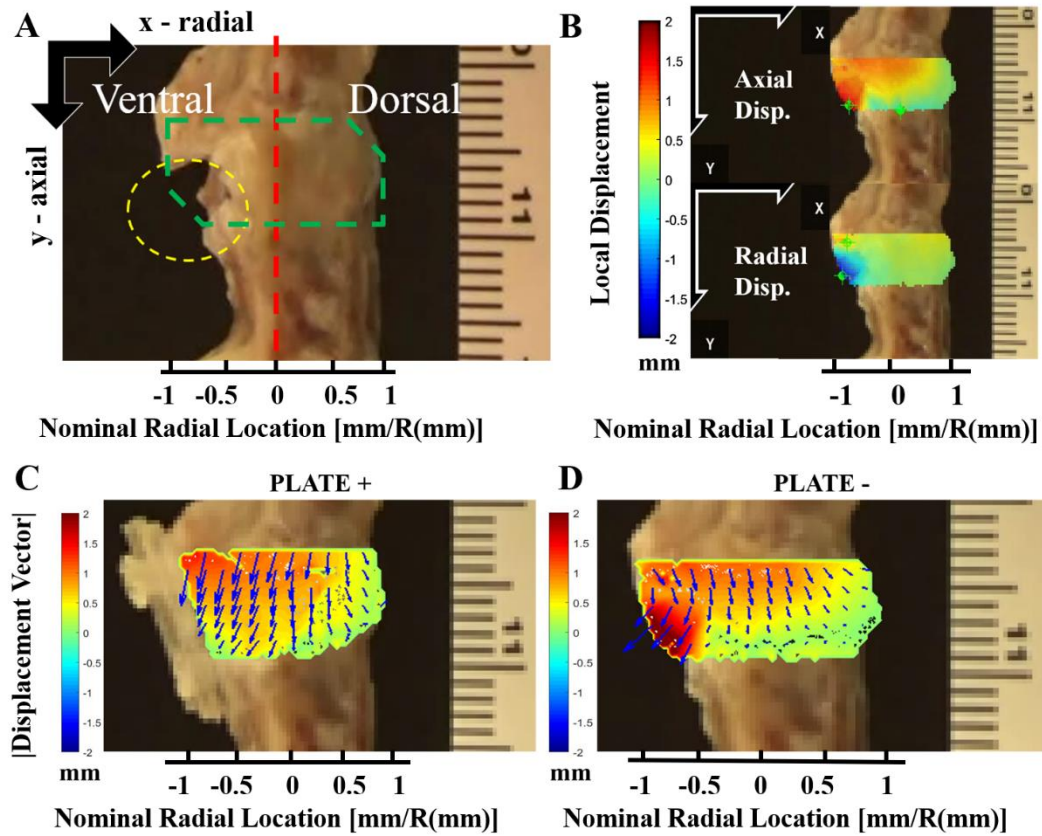 A
x - radial
y - axial
Ventral
Dorsal
11
-1
-0.5
0
0.5
1
Nominal Radial Location [mm/R(mm)]
B
Local Displacement
2
1.5
1
0.5
0
-0.5
-1
-1.5
-2
mm
X
Axial
Disp.
Y
11
X
Radial
Disp.
Y
11
-1
0
1
Nominal Radial Location [mm/R(mm)]
C
PLATE +
|Displacement Vector|
2
1.5
1
0.5
0
-0.5
-1
-1.5
-2
mm
11
-1
-0.5
0
0.5
1
Nominal Radial Location [mm/R(mm)]
D
PLATE -
2
1.5
1
0.5
0
-0.5
-1
-1.5
-2
mm
11
-1
-0.5
0
0.5
1
Nominal Radial Location [mm/R(mm)]